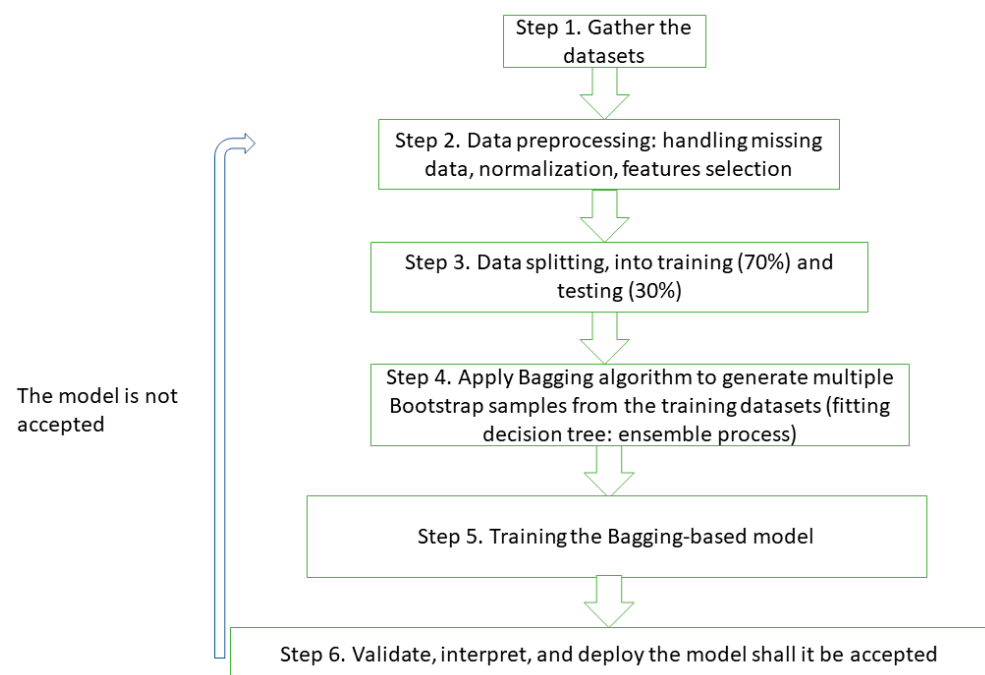 Step 1. Gather the
datasets
Step 2. Data preprocessing: handling missing
data, normalization, features selection
Step 3. Data splitting, into training (70%) and
testing (30%)
Step 4. Apply Bagging algorithm to generate multiple
Bootstrap samples from the training datasets (fitting
decision tree: ensemble process)
The model is not
accepted
Step 5. Training the Bagging-based model
Step 6. Validate, interpret, and deploy the model shall it be accepted